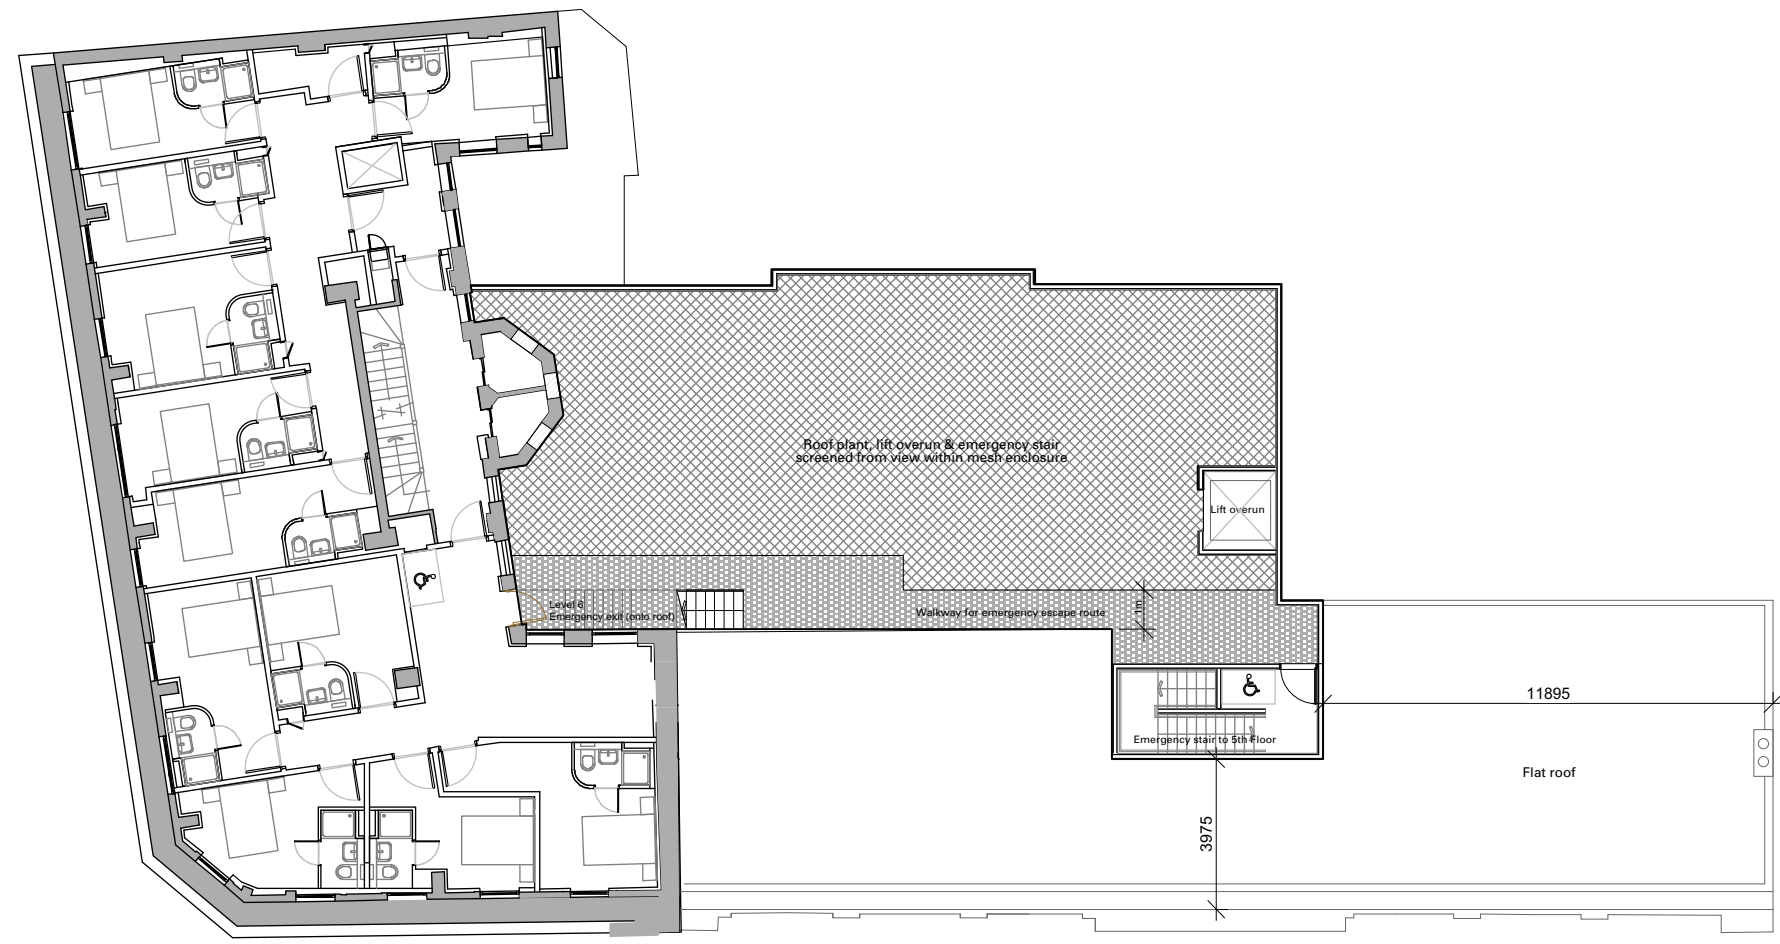 Roof plant, lift overun & emergency stair
screened from view within mesh enclosure
Lift overun
Level 6
Emergency exit (onto roof)
Walkway for emergency escape route
1m
11895
Emergency stair to 5th Floor
Flat roof
3975